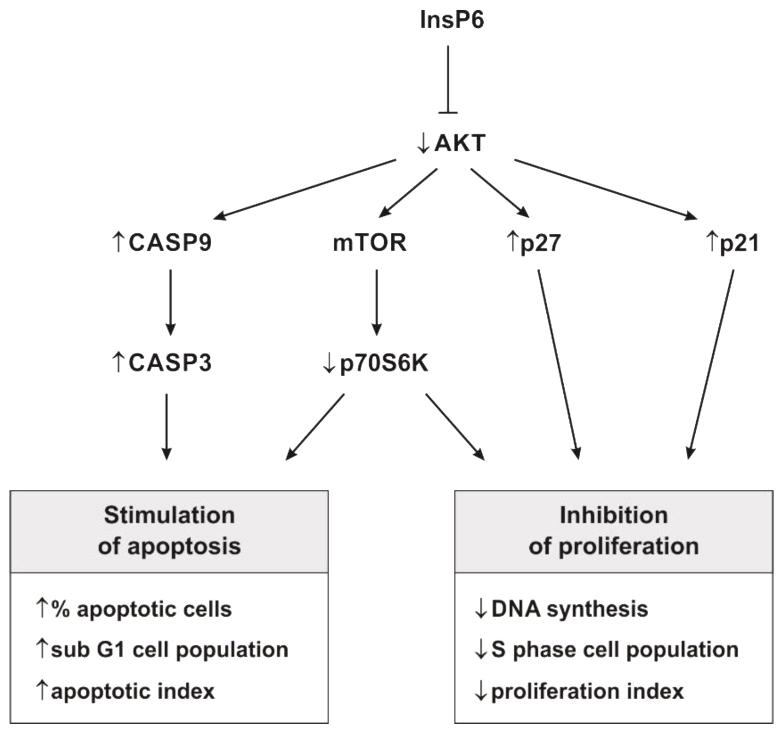 InsP6
↓AKT
↑CASP9
mTOR
↑p27
↑p21
↑CASP3
↓p70S6K
Stimulation
of apoptosis
↑% apoptotic cells
↑sub G1 cell population
↑apoptotic index
Inhibition
of proliferation
↓DNA synthesis
↓S phase cell population
↓proliferation index